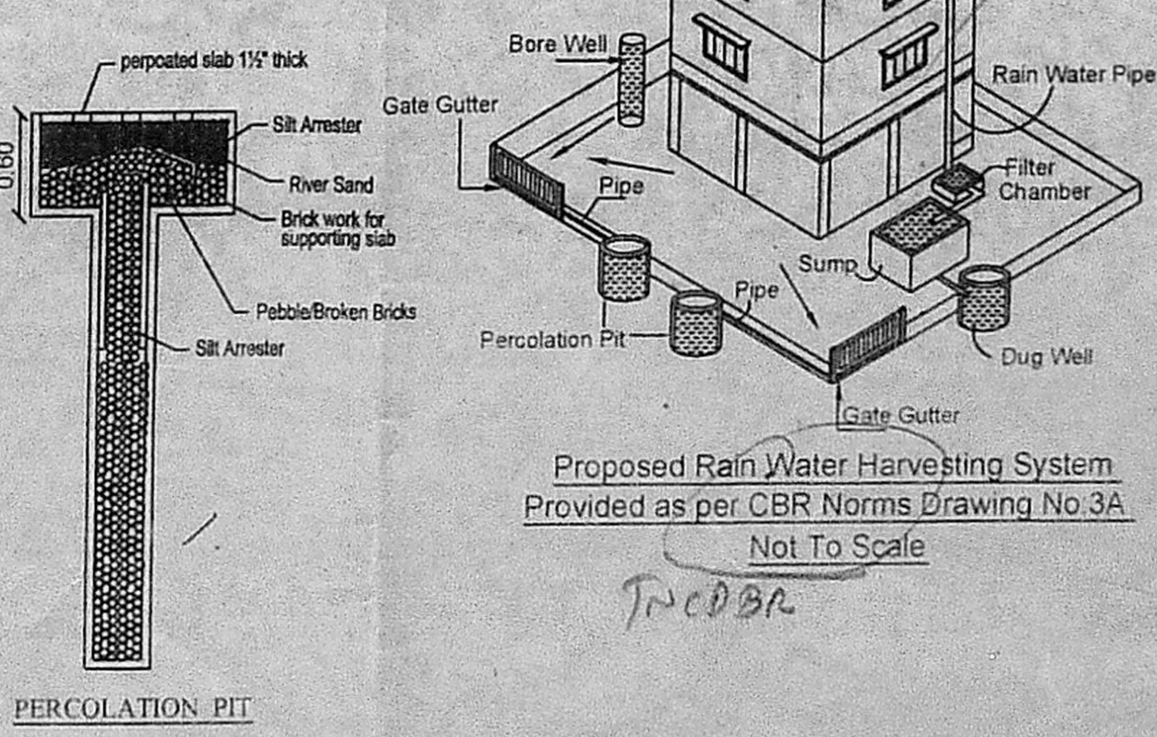 perpoated slab 1½" thick
0.60
Silt Arrester
River Sand
Brick work for
supporting slab
Pebble/Broken Bricks
Silt Arrester
PERCOLATION PIT
Bore Well
Gate Gutter
Pipe
Rain Water Pipe
Filter
Chamber
Sump
Pipe
Percolation Pit
Dug Well
Gate Gutter
Proposed Rain Water Harvesting System
Provided as per CBR Norms Drawing No.3A
Not To Scale
TNCDBR